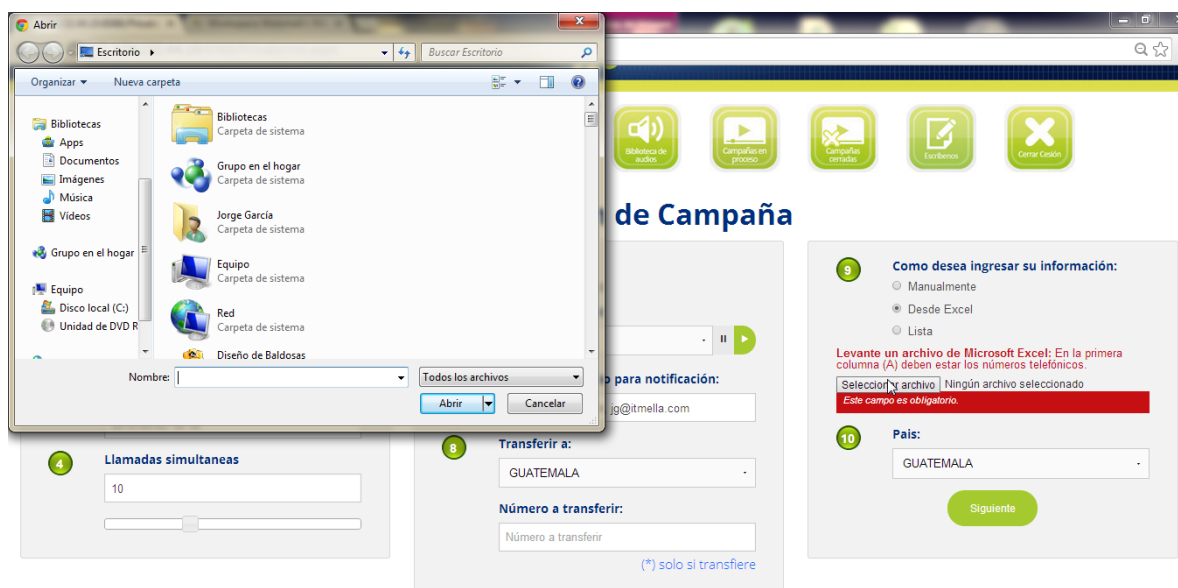 Abrir
Escritorio
Buscar Escritorio
Organizar
Nueva carpeta
Bibliotecas
Apps
Documentos
Imágenes
Música
Vídeos
Grupo en el hogar
Equipo
Disco local (C:)
Unidad de DVD R
Bibliotecas
Carpeta de sistema
Grupo en el hogar
Carpeta de sistema
Jorge García
Carpeta de sistema
Equipo
Carpeta de sistema
Red
Carpeta de sistema
Diseño de Baldosas
Nombre:
Todos los archivos
Abrir
Cancelar
Biblioteca de audios
Campañas en proceso
Campañas cerradas
Escríbenos
Cerrar Cesión
de Campaña
4
Llamadas simultaneas
10
o para notificación:
jg@itmella.com
8
Transferir a:
GUATEMALA
Número a transferir:
Número a transferir
(*) solo si transfiere
9
Como desea ingresar su información:
Manualmente
Desde Excel
Lista
Levante un archivo de Microsoft Excel: En la primera
columna (A) deben estar los números telefónicos.
Seleccionar archivo Ningún archivo seleccionado
Este campo es obligatorio.
10
Pais:
GUATEMALA
Siguiente